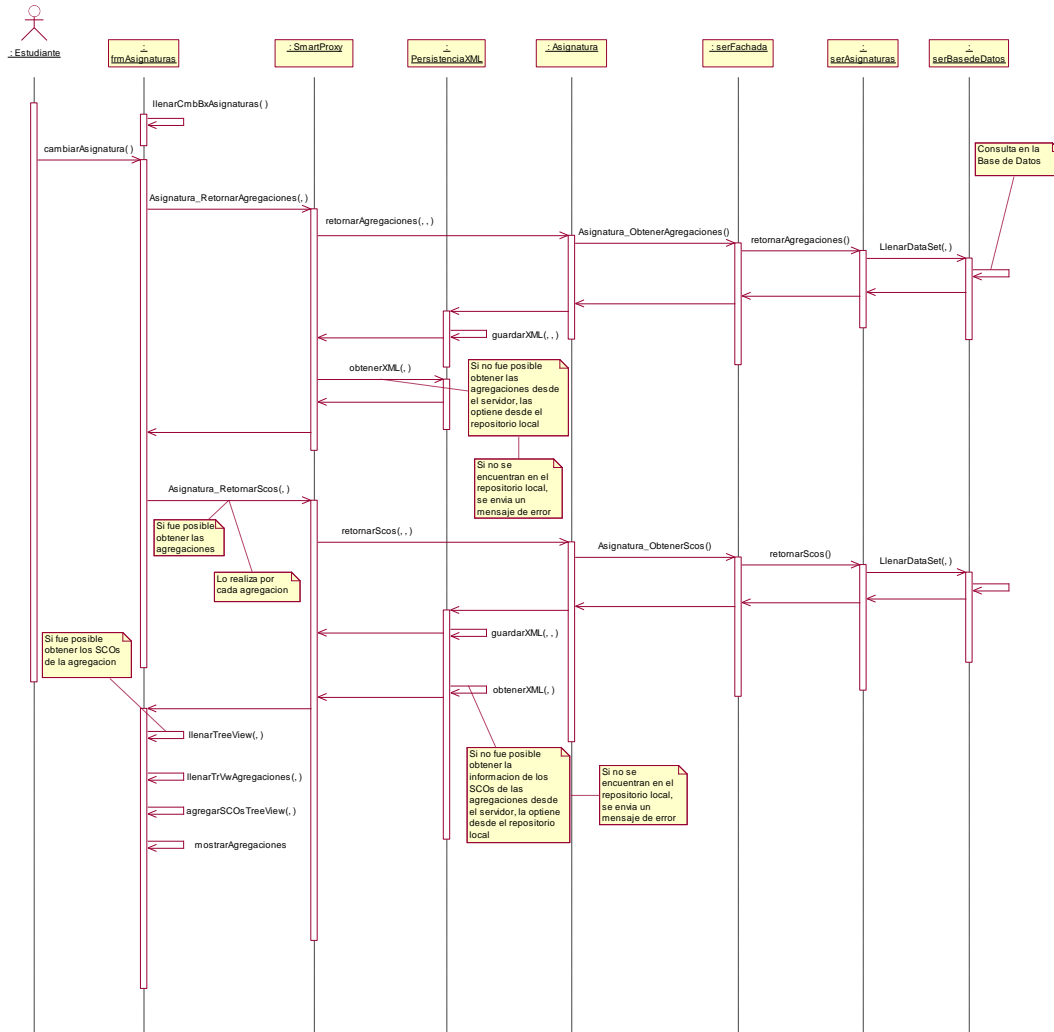 : Estudiante
:
frmAsignaturas
: SmartProxy
:
PersistenciaXML
: Asignatura
: serFachada
:
serAsignaturas
:
serBasedeDatos
llenarCmbBxAsignaturas( )
cambiarAsignatura( )
Consulta en la
Base de Datos
Asignatura_RetornarAgregaciones(, )
retornarAgregaciones(, , )
Asignatura_ObtenerAgregaciones()
retornarAgregaciones()
LlenarDataSet(, )
guardarXML(, , )
obtenerXML(, )
Si no fue posible
obtener las
agregaciones desde
el servidor, las
optiene desde el
repositorio local
Si no se
encuentran en el
repositorio local,
se envia un
mensaje de error
Asignatura_RetornarScos(, )
Si fue posible
obtener las
agregaciones
Lo realiza por
cada agregacion
retornarScos(, , )
Asignatura_ObtenerScos()
retornarScos()
LlenarDataSet(, )
guardarXML(, , )
Si fue posible
obtener los SCOs
de la agregacion
obtenerXML(, )
llenarTreeView(, )
Si no fue posible
obtener la
informacion de los
SCOs de las
agregaciones desde
el servidor, la optiene
desde el repositorio
local
Si no se
encuentran en el
repositorio local,
se envia un
mensaje de error
llenarTrVwAgregaciones(, )
agregarSCOsTreeView(, )
mostrarAgregaciones